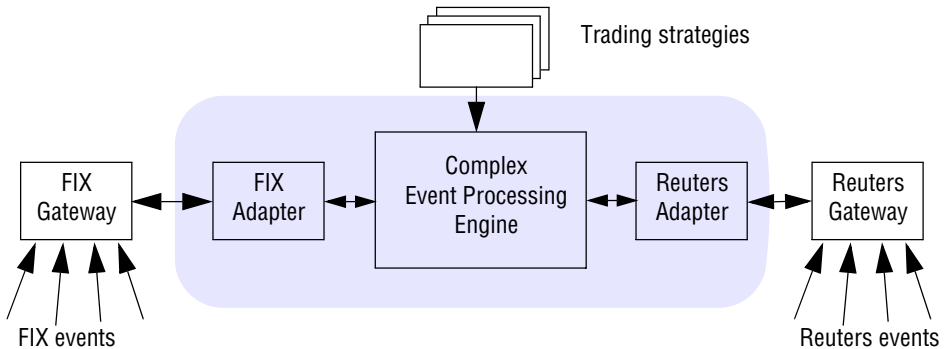 Trading strategies
FIX
Gateway
FIX
Adapter
Complex
Event Processing
Engine
Reuters
Adapter
Reuters
Gateway
FIX events
Reuters events